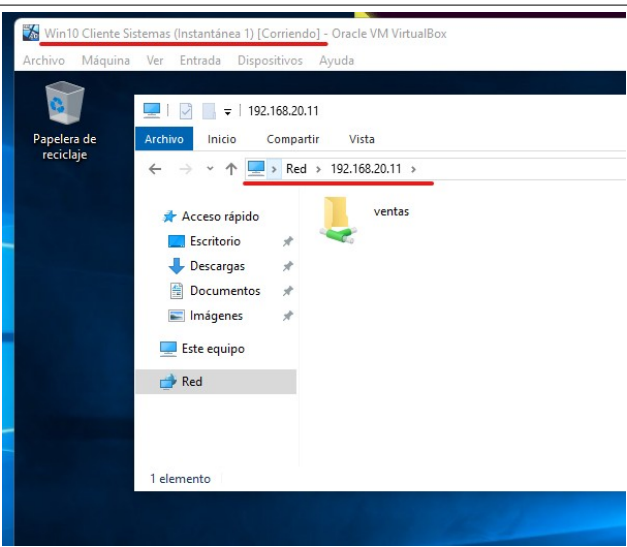 Win10 Cliente Sistemas (Instantánea 1) [Corriendo] - Oracle VM VirtualBox
Archivo Máquina Ver Entrada Dispositivos Ayuda
Papelera de
reciclaje
192.168.20.11
Archivo Inicio Compartir Vista
Red > 192.168.20.11 >
ventas
Acceso rápido
Escritorio
Descargas
Documentos
Imágenes
Este equipo
Red
1 elemento